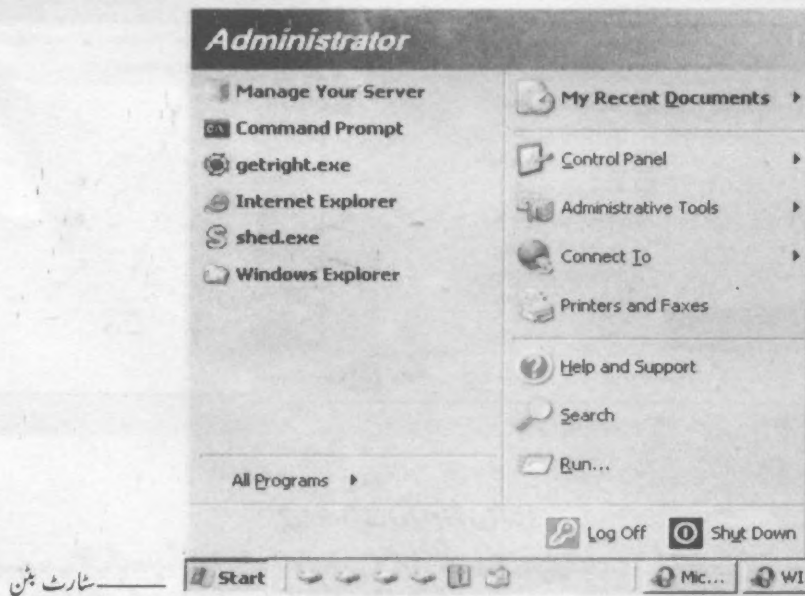 Administrator
Manage Your Server
Command Prompt
getright.exe
Internet Explorer
shed.exe
Windows Explorer
All Programs
My Recent Documents
Control Panel
Administrative Tools
Connect To
Printers and Faxes
Help and Support
Search
Run...
Log Off
Shut Down
سٹارٹ بٹن
Start
Mic...
WI